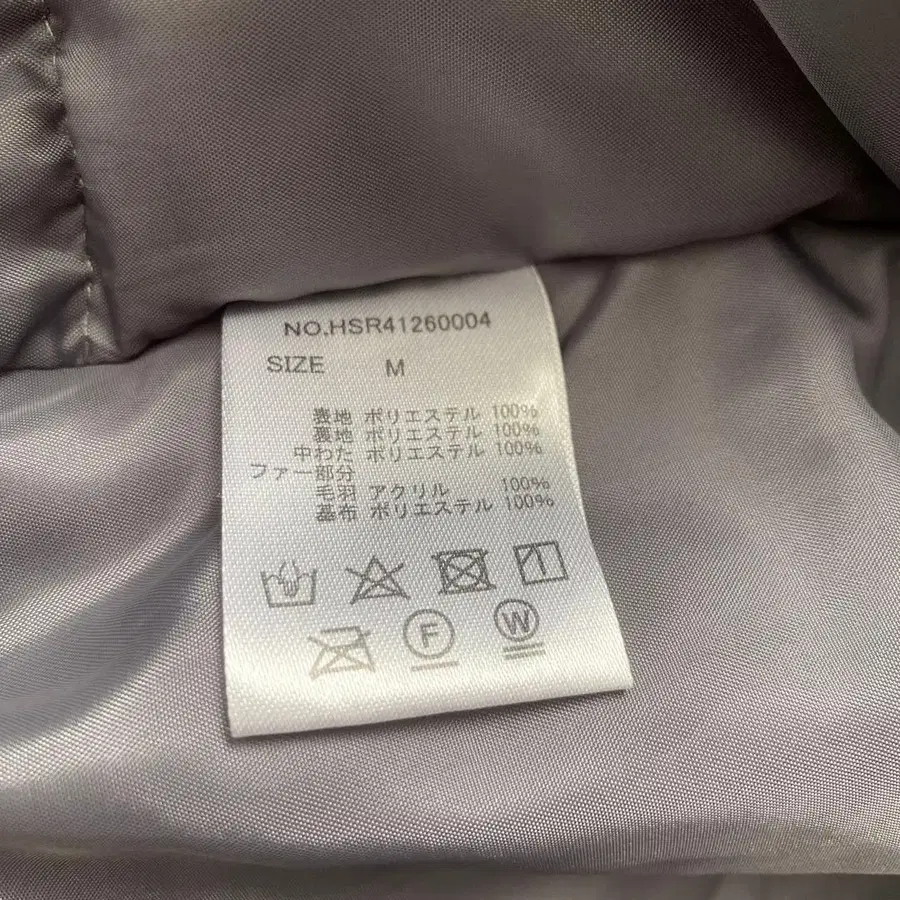 NO.HSR41260004
SIZE M
表地 ポリエステル 100%
裏地 ポリエステル 100%
中わた ポリエステル 100%
ファー部分
毛羽 アクリル 100%
基布 ポリエステル 100%
F
W